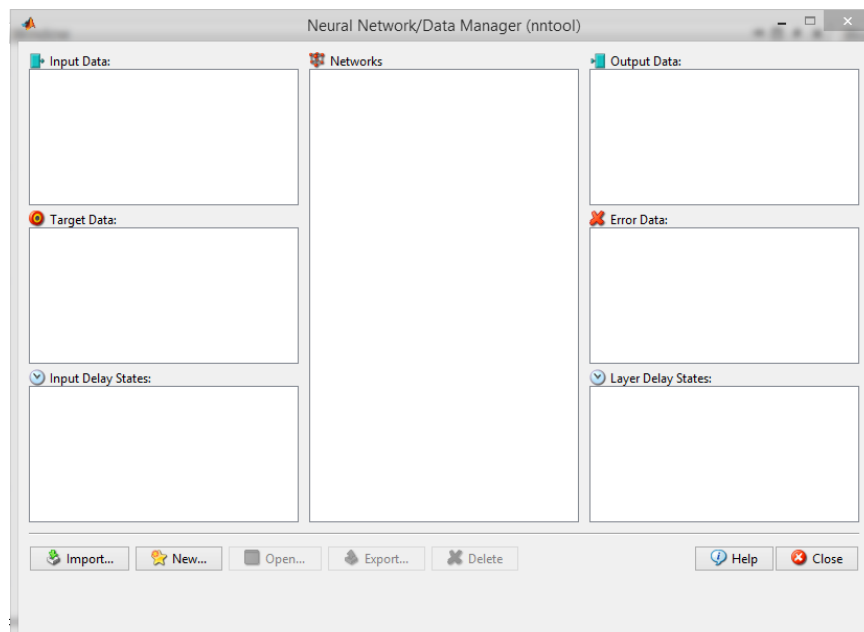 Neural Network/Data Manager (nntool)
Input Data:
Networks
Output Data:
Target Data:
Error Data:
Input Delay States:
Layer Delay States:
Import...
New...
Open...
Export...
Delete
Help
Close